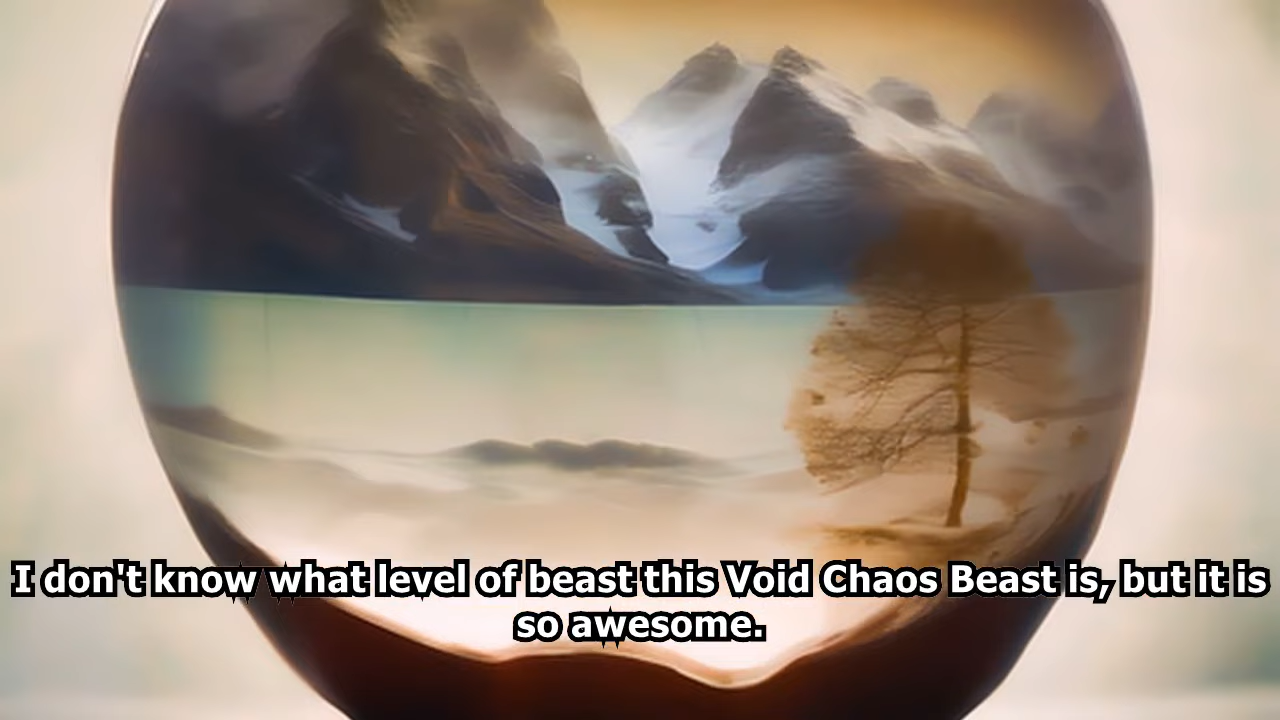 I don't know what level of beast this Void Chaos Beast is, but it is
so awesome.